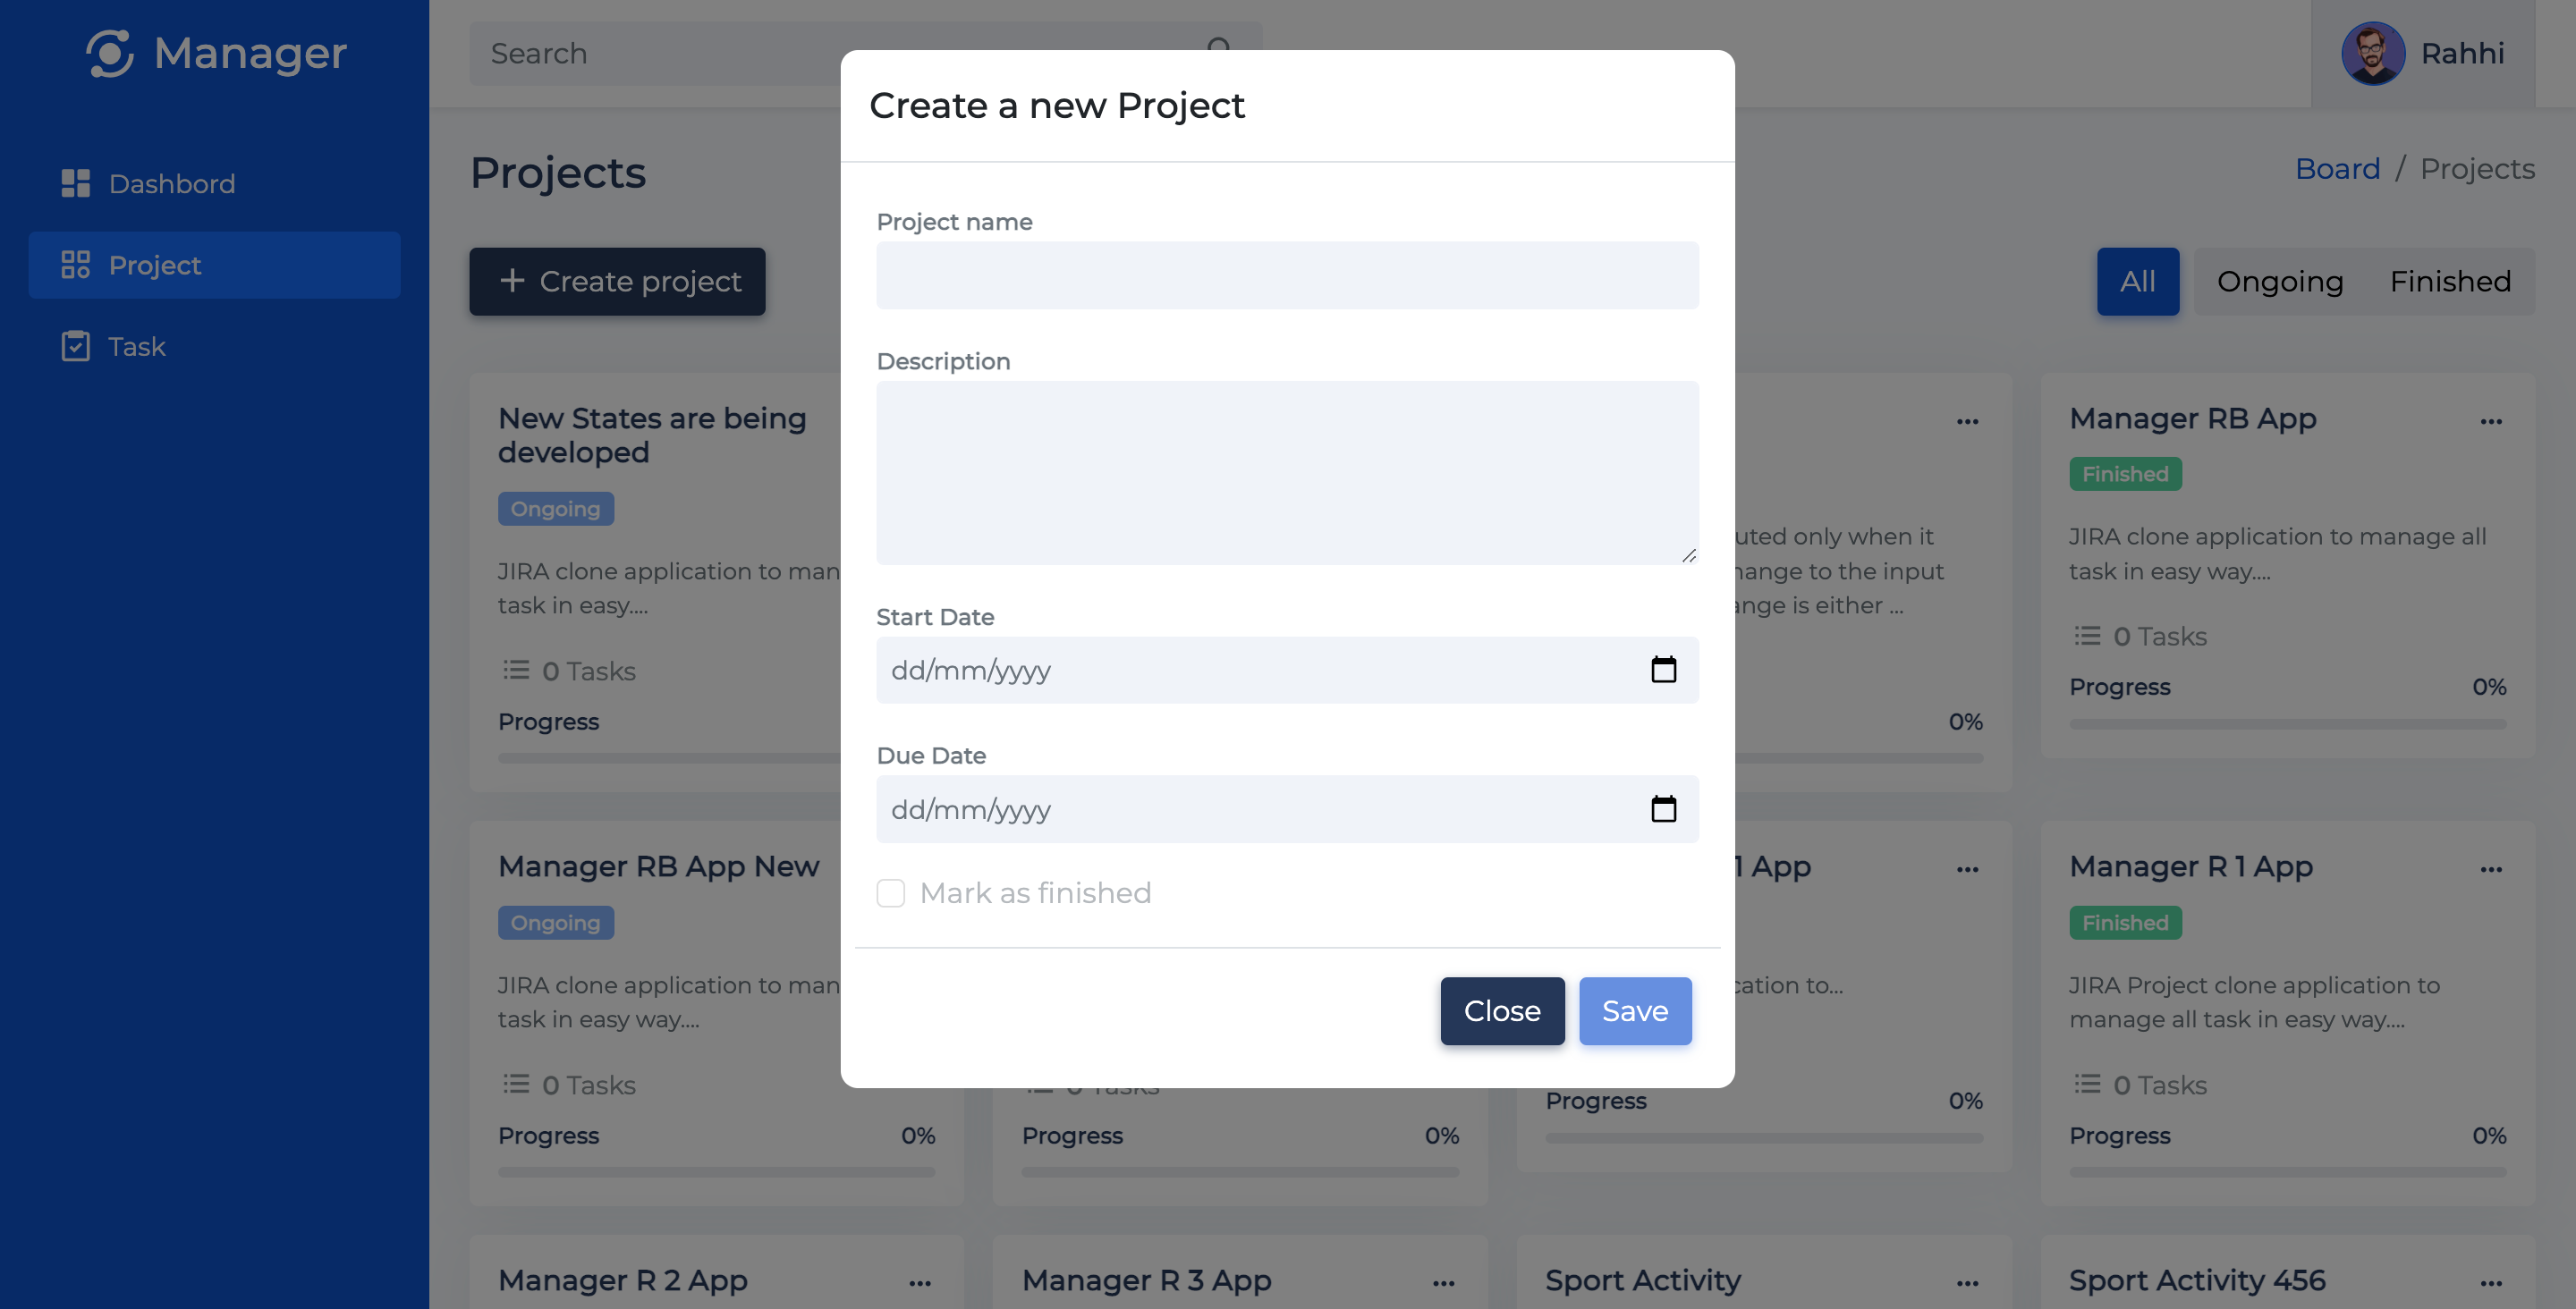 Manager
Dashbord
Project
Task
Search
Rahhi
Projects
Board / Projects
+ Create project
All
Ongoing
Finished
Create a new Project
Project name
Description
Start Date
dd/mm/yyyy
Due Date
dd/mm/yyyy
Mark as finished
Close
Save
New States are being
developed
Ongoing
JIRA clone application to man
task in easy....
0 Tasks
Progress
uted only when it
hange to the input
ange is either ...
0%
Manager RB App
Finished
JIRA clone application to manage all
task in easy way....
0 Tasks
Progress
0%
Manager RB App New
Ongoing
JIRA clone application to man
task in easy way....
0 Tasks
Progress
0%
0 Tasks
Progress
0%
1 App
cation to...
Progress
0%
Manager R 1 App
Finished
JIRA Project clone application to
manage all task in easy way....
0 Tasks
Progress
0%
Manager R 2 App
Manager R 3 App
Sport Activity
Sport Activity 456